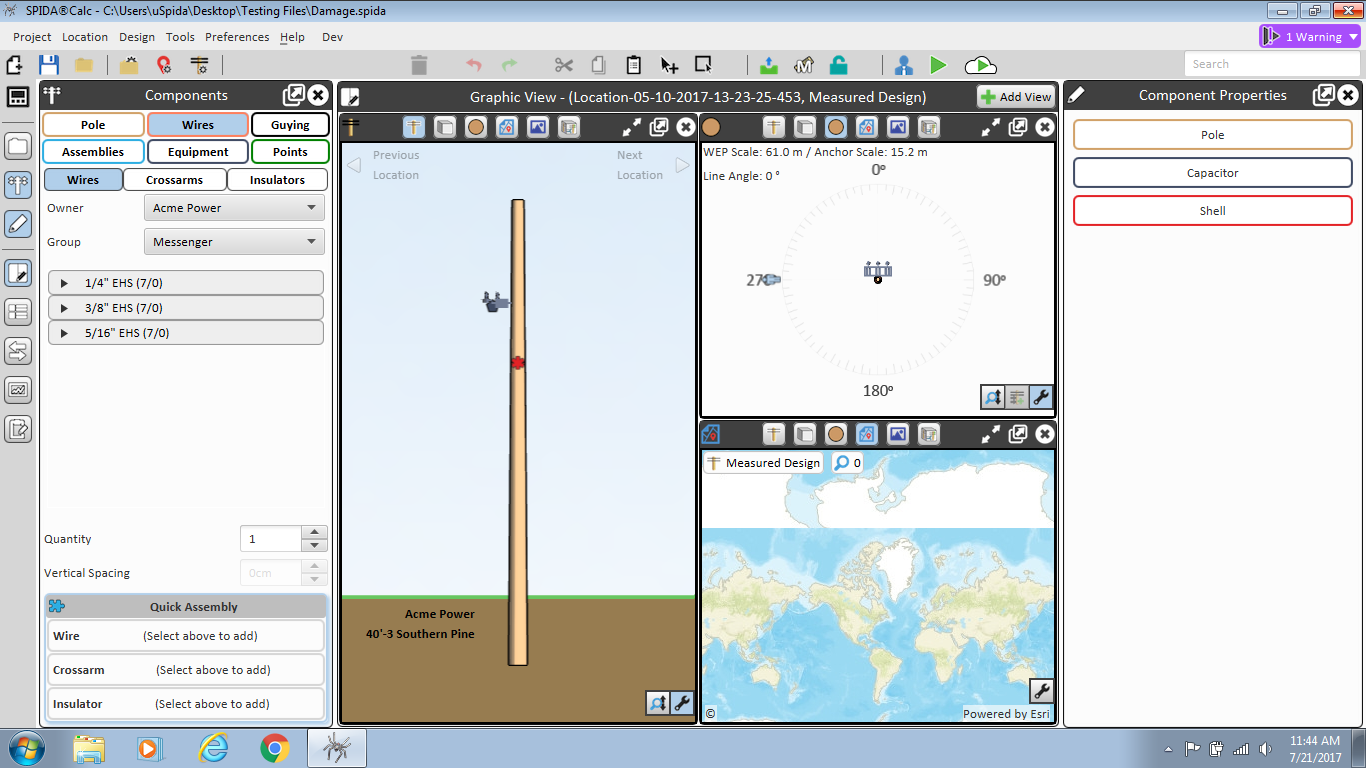 SPIDA®Calc - C:\Users\uSpida\Desktop\Testing Files\Damage.spida
Project Location Design Tools Preferences Help Dev
1 Warning
Search
Components
Pole Wires Guying
Assemblies Equipment Points
Wires Crossarms Insulators
Owner Acme Power
Group Messenger
1/4" EHS (7/0)
3/8" EHS (7/0)
5/16" EHS (7/0)
Quantity 1
Vertical Spacing 0cm
Quick Assembly
Wire (Select above to add)
Crossarm (Select above to add)
Insulator (Select above to add)
Graphic View - (Location-05-10-2017-13-23-25-453, Measured Design)
Add View
Previous
Location
Next
Location
Acme Power
40'-3 Southern Pine
WEP Scale: 61.0 m / Anchor Scale: 15.2 m
Line Angle: 0 °
0º
90º
180º
Measured Design
0
©
Powered by Esri
Component Properties
Pole
Capacitor
Shell
11:44 AM
7/21/2017